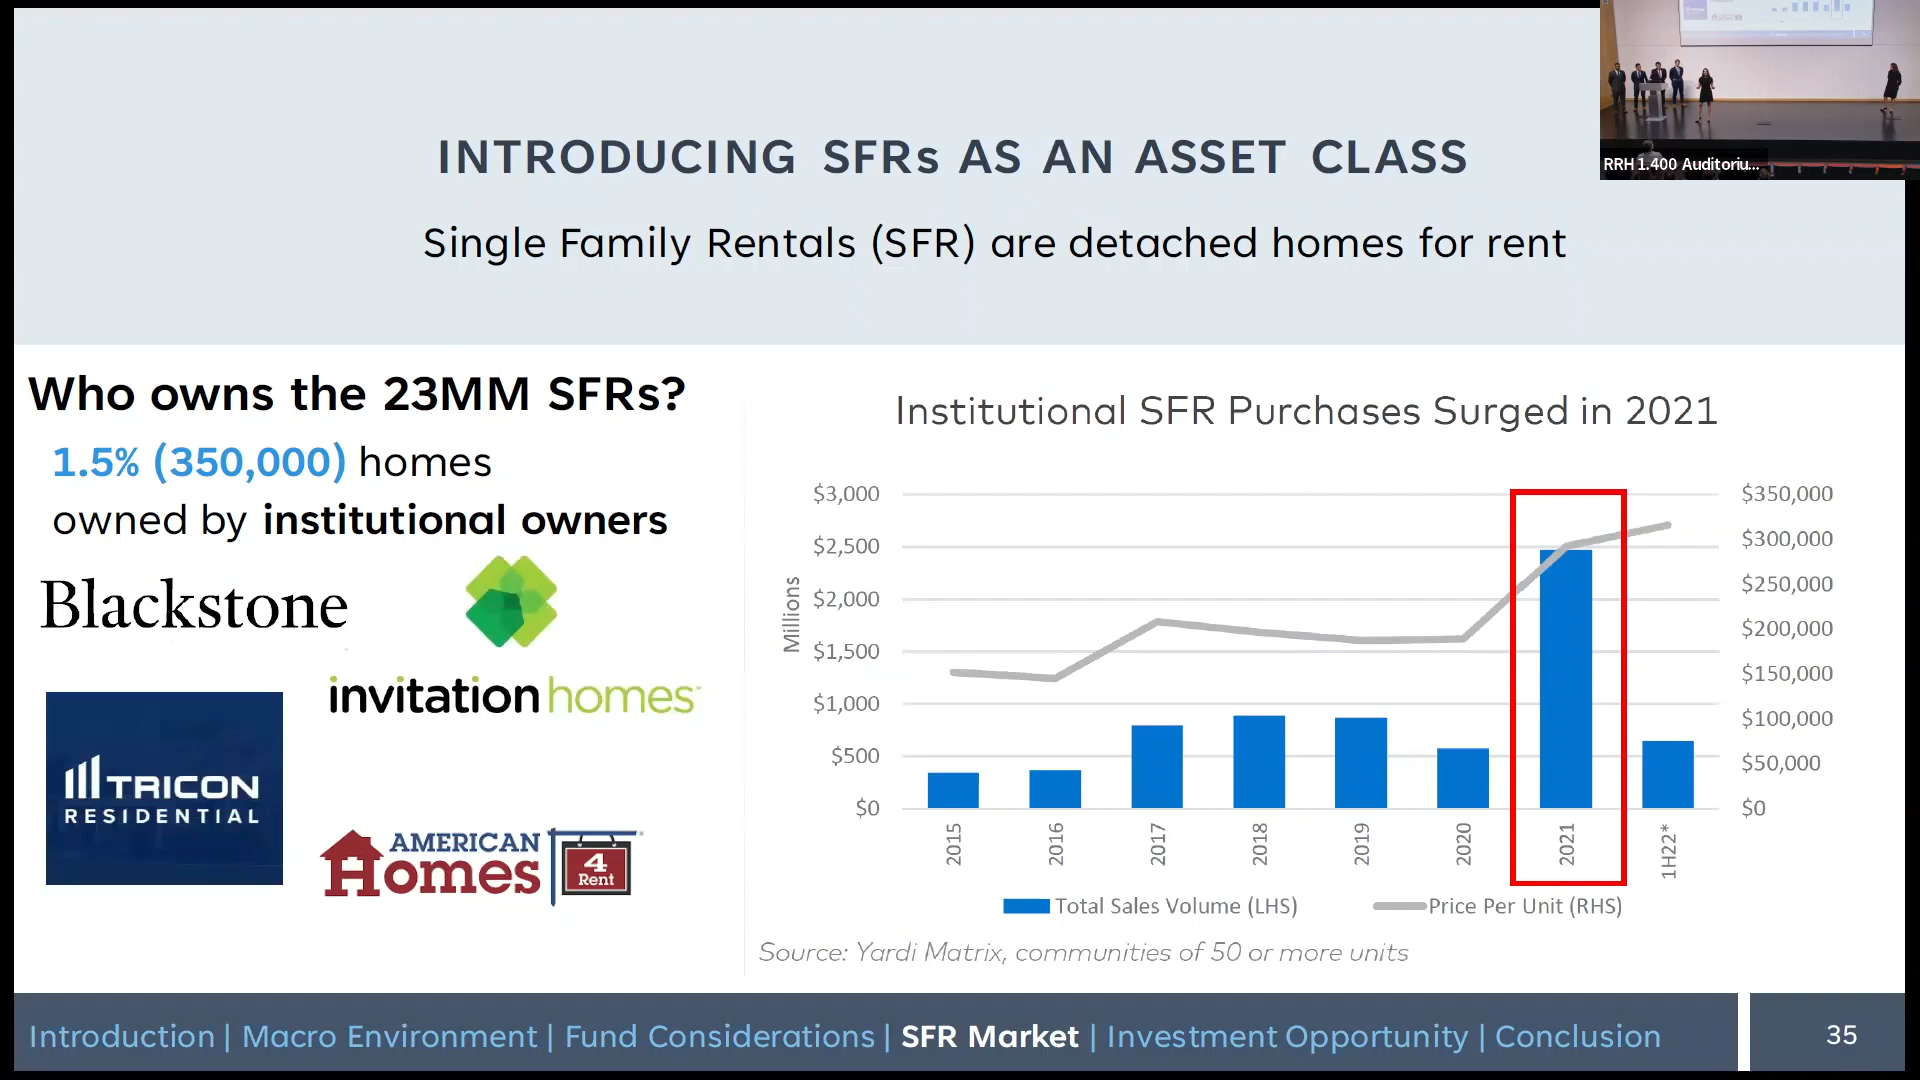 INTRODUCING SFRs AS AN ASSET CLASS
Single Family Rentals (SFR) are detached homes for rent
RRH 1.400 Auditoriu...
Who owns the 23MM SFRs?
1.5% (350,000) homes
owned by institutional owners
Blackstone
invitationhomes
TRICON
RESIDENTIAL
AMERICAN
Homes
4
Rent
Institutional SFR Purchases Surged in 2021
Millions
$3,000
$2,500
$2,000
$1,500
$1,000
$500
$0
$350,000
$300,000
$250,000
$200,000
$150,000
$100,000
$50,000
$0
2015
2016
2017
2018
2019
2020
2021
1H22*
Total Sales Volume (LHS)
Price Per Unit (RHS)
Source: Yardi Matrix, communities of 50 or more units
Introduction | Macro Environment | Fund Considerations | SFR Market | Investment Opportunity | Conclusion
35